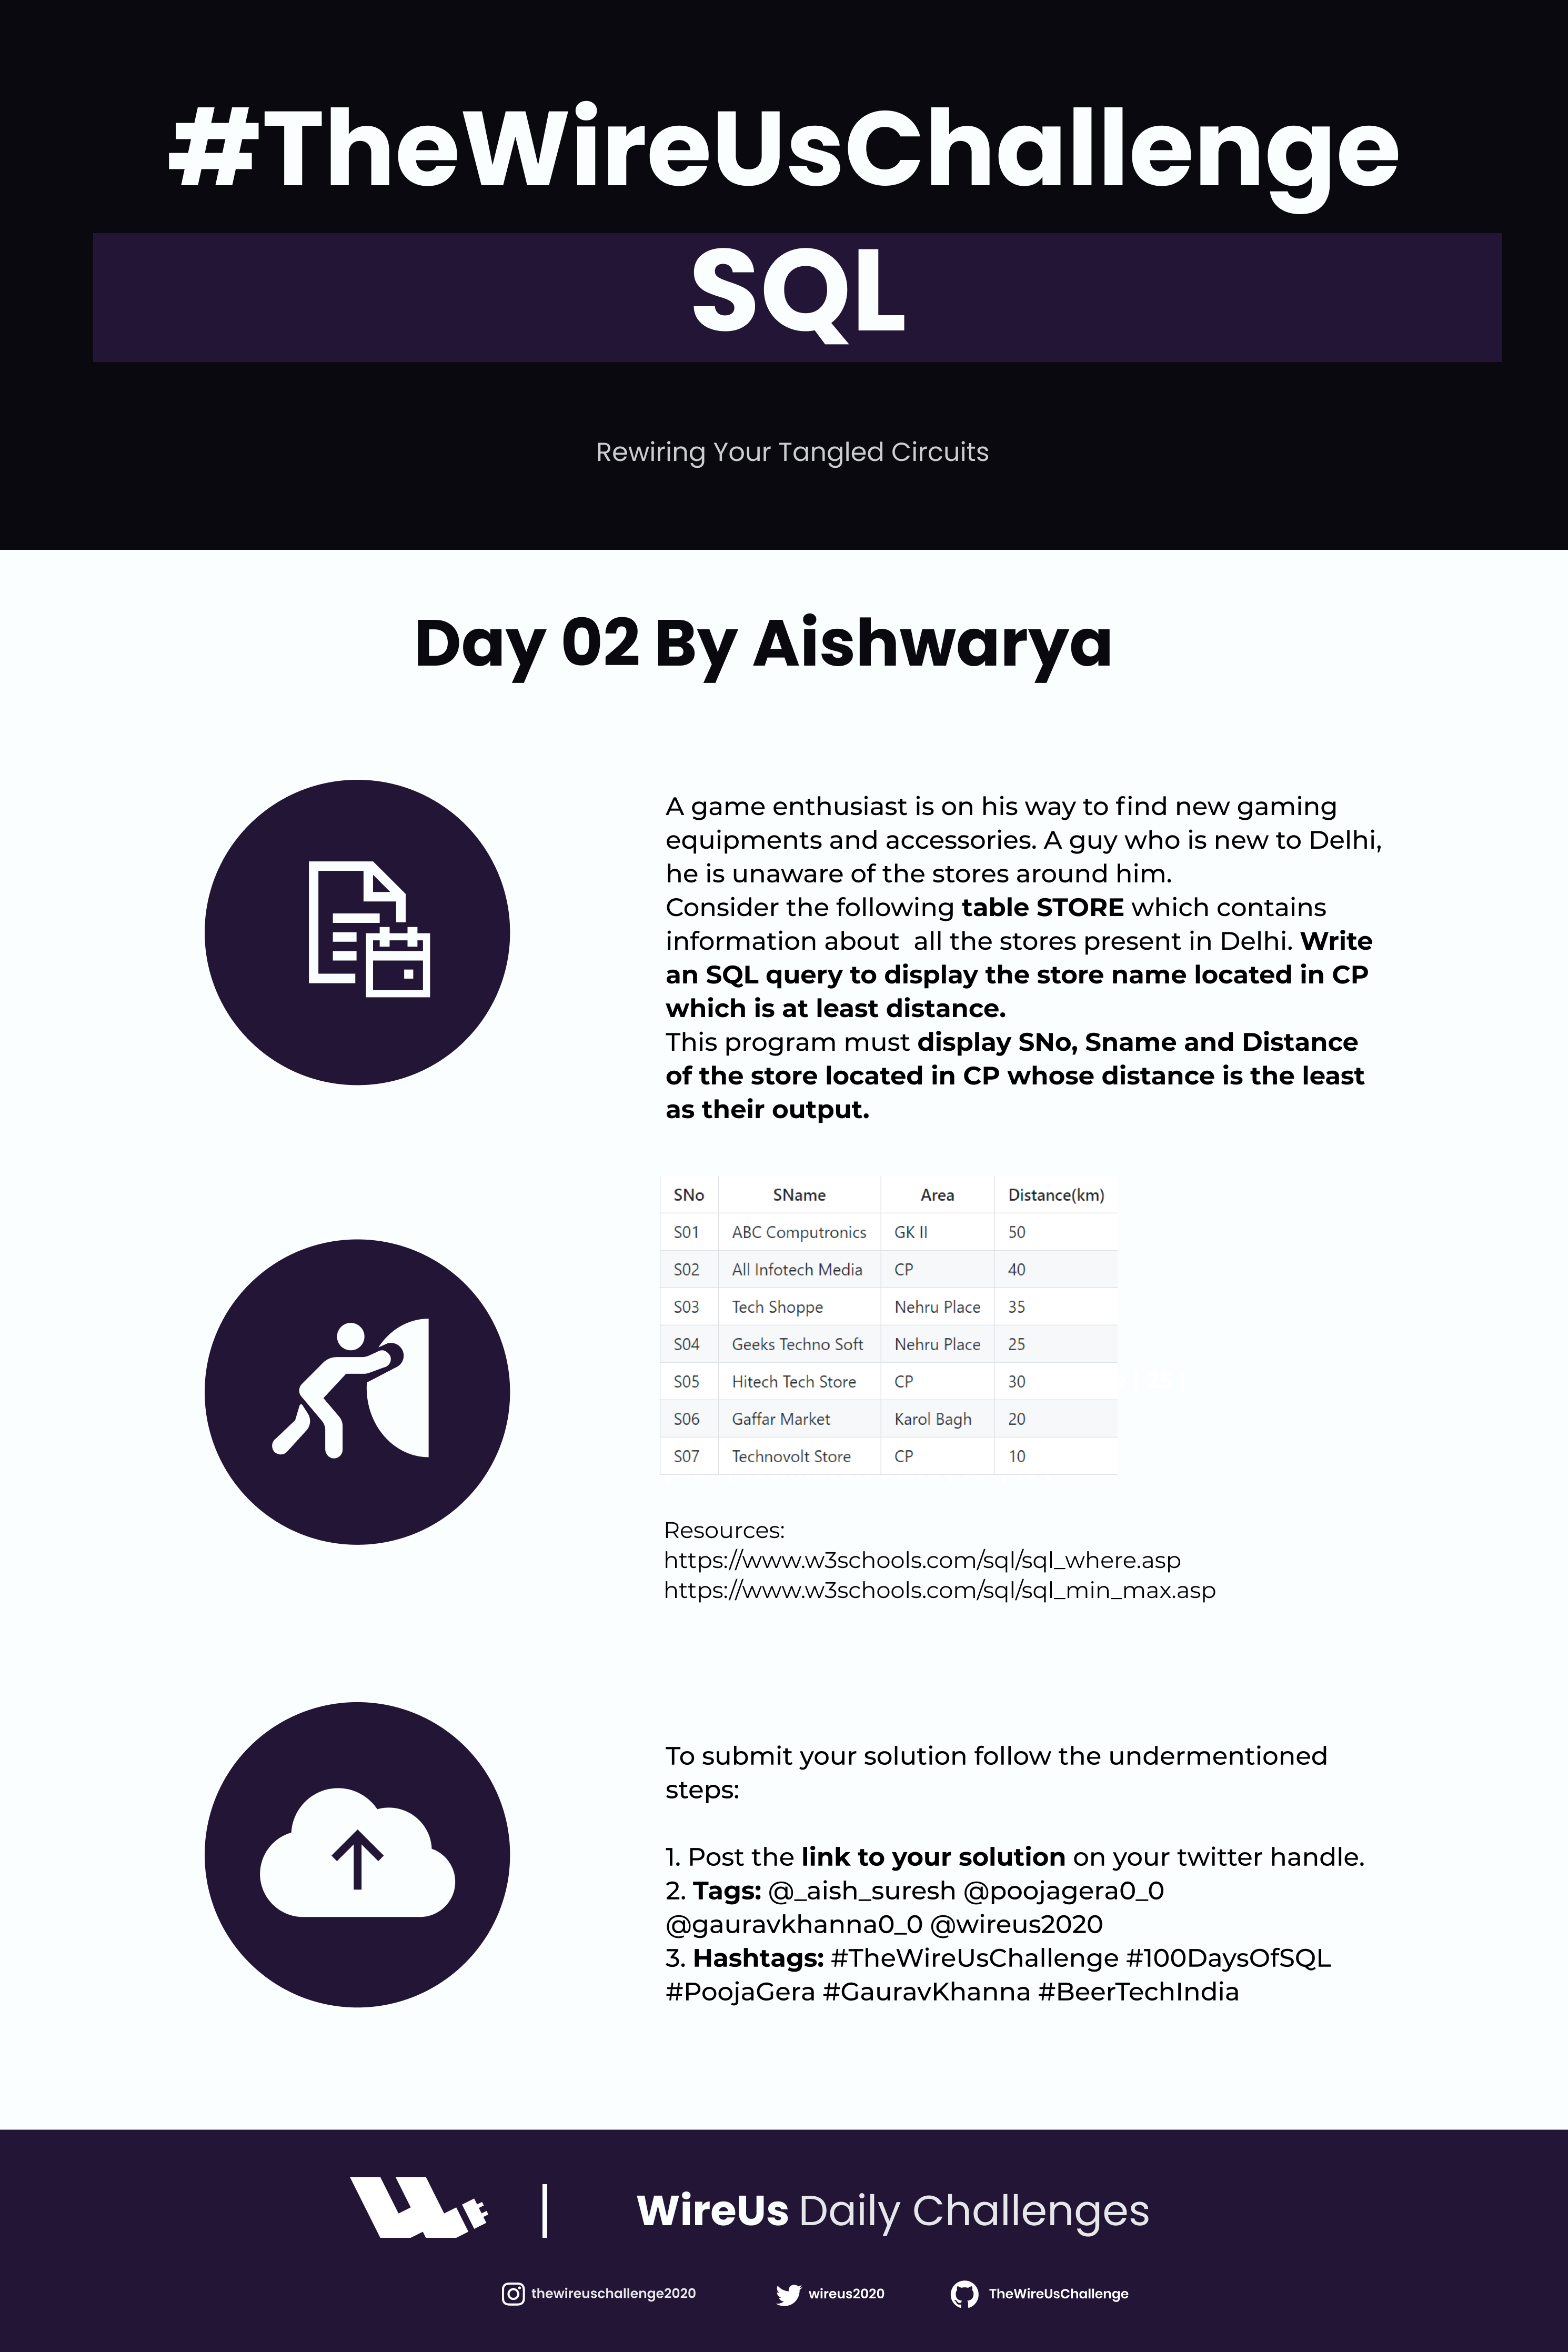 #TheWireUsChallenge
SQL
Rewiring Your Tangled Circuits
Day 02 By Aishwarya
A game enthusiast is on his way to find new gaming
equipments and accessories. A guy who is new to Delhi,
he is unaware of the stores around him.
Consider the following table STORE which contains
information about  all the stores present in Delhi. Write
an SQL query to display the store name located in CP
which is at least distance.
This program must display SNo, Sname and Distance
of the store located in CP whose distance is the least
as their output.
SNo SName Area Distance(km)
S01 ABC Computronics GK II 50
S02 All Infotech Media CP 40
S03 Tech Shoppe Nehru Place 35
S04 Geeks Techno Soft Nehru Place 25
S05 Hitech Tech Store CP 30
S06 Gaffar Market Karol Bagh 20
S07 Technovolt Store CP 10
Resources:
https://www.w3schools.com/sql/sql_where.asp
https://www.w3schools.com/sql/sql_min_max.asp
To submit your solution follow the undermentioned
steps:
1. Post the link to your solution on your twitter handle.
2. Tags: @_aish_suresh @poojagera0_0
@gauravkhanna0_0 @wireus2020
3. Hashtags: #TheWireUsChallenge #100DaysOfSQL
#PoojaGera #GauravKhanna #BeerTechIndia
WireUs Daily Challenges
thewireuschallenge2020 wireus2020 TheWireUsChallenge